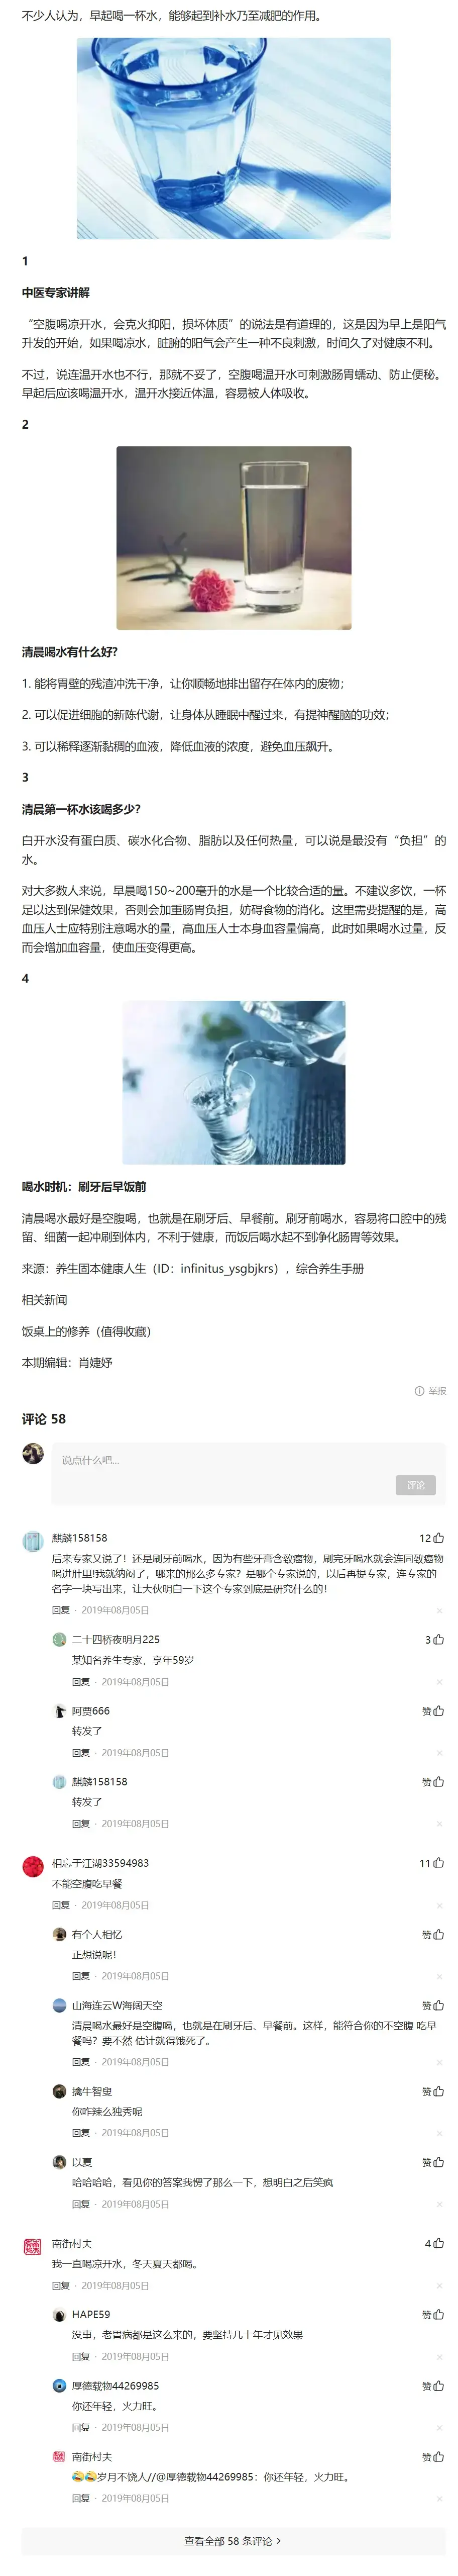 不少人认为，早起喝一杯水，能够起到补水乃至减肥的作用。
1
中医专家讲解
“空腹喝凉开水，会克火抑阳，损坏体质”的说法是有道理的，这是因为早上是阳气
升发的开始，如果喝凉水，脏腑的阳气会产生一种不良刺激，时间久了对健康不利。
不过，说连温开水也不行，那就不妥了，空腹喝温开水可刺激肠胃蠕动、防止便秘。
早起后应该喝温开水，温开水接近体温，容易被人体吸收。
2
清晨喝水有什么好？
1. 能将胃壁的残渣冲洗干净，让你顺畅地排出留存在体内的废物；
2. 可以促进细胞的新陈代谢，让身体从睡眠中醒过来，有提神醒脑的功效；
3. 可以稀释逐渐黏稠的血液，降低血液的浓度，避免血压飙升。
3
清晨第一杯水该喝多少？
白开水没有蛋白质、碳水化合物、脂肪以及任何热量，可以说是最没有“负担”的
水。
对大多数人来说，早晨喝150~200毫升的水是一个比较合适的量。不建议多饮，一杯
足以达到保健效果，否则会加重肠胃负担，妨碍食物的消化。这里需要提醒的是，高
血压人士应特别注意喝水的量，高血压人士本身血容量偏高，此时如果喝水过量，反
而会增加血容量，使血压变得更高。
4
喝水时机：刷牙后早饭前
清晨喝水最好是空腹喝，也就是在刷牙后、早餐前。刷牙前喝水，容易将口腔中的残
留、细菌一起冲刷到体内，不利于健康，而饭后喝水起不到净化肠胃等效果。
来源：养生固本健康人生（ID：infinitus_ysgbjkrs），综合养生手册
相关新闻
饭桌上的修养（值得收藏）
本期编辑：肖婕妤
举报
评论 58
说点什么吧...
评论
麒麟158158
12
后来专家又说了！还是刷牙前喝水，因为有些牙膏含致癌物，刷完牙喝水就会连同致癌物
喝进肚里!我就纳闷了，哪来的那么多专家？是哪个专家说的，以后再提专家，连专家的
名字一块写出来，让大伙明白一下这个专家到底是研究什么的！
回复 · 2019年08月05日
二十四桥夜明月225
3
某知名养生专家，享年59岁
回复 · 2019年08月05日
阿贾666
赞
转发了
回复 · 2019年08月05日
麒麟158158
赞
转发了
回复 · 2019年08月05日
相忘于江湖33594983
11
不能空腹吃早餐
回复 · 2019年08月05日
有个人相忆
赞
正想说呢！
回复 · 2019年08月05日
山海连云W海阔天空
赞
清晨喝水最好是空腹喝，也就是在刷牙后、早餐前。这样，能符合你的不空腹 吃早
餐吗？要不然 估计就得饿死了。
回复 · 2019年08月05日
擒牛智叟
赞
你咋辣么独秀呢
回复 · 2019年08月05日
以夏
赞
哈哈哈哈，看见你的答案我愣了那么一下，想明白之后笑疯
回复 · 2019年08月05日
南街村夫
4
我一直喝凉开水，冬天夏天都喝。
回复 · 2019年08月05日
HAPE59
赞
没事，老胃病都是这么来的，要坚持几十年才见效果
回复 · 2019年08月05日
厚德载物44269985
赞
你还年轻，火力旺。
回复 · 2019年08月05日
南街村夫
赞
🤣🤣岁月不饶人//@厚德载物44269985：你还年轻，火力旺。
回复 · 2019年08月05日
查看全部 58 条评论 >